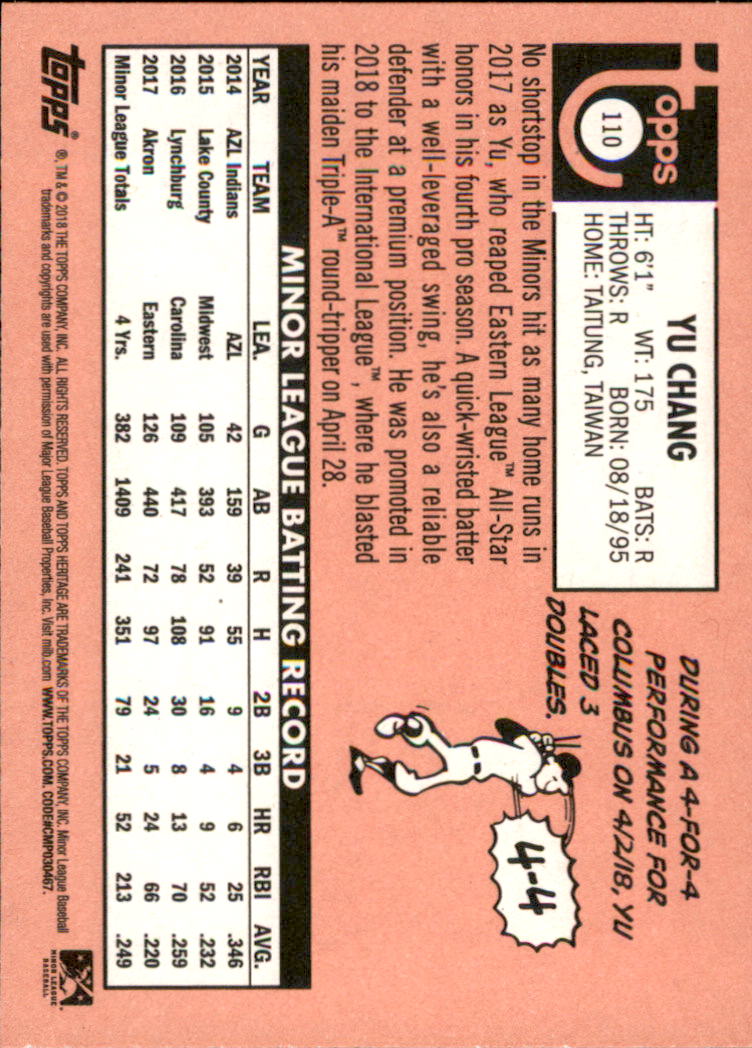 Topps
110
YU CHANG
HT: 6'1" WT: 175 BATS: R
THROWS: R BORN: 08/18/95
HOME: TAITUNG, TAIWAN
DURING A 4-FOR-4
PERFORMANCE FOR
COLUMBUS ON 4/2/18, YU
LACED 3
DOUBLES.
4-4
No shortstop in the Minors hit as many home runs in
2017 as Yu, who reaped Eastern League™ All-Star
honors in his fourth pro season. A quick-wristed batter
with a well-leveraged swing, he's also a reliable
defender at a premium position. He was promoted in
2018 to the International League™, where he blasted
his maiden Triple-A™ round-tripper on April 28.
MINOR LEAGUE BATTING RECORD
YEAR TEAM LEA. G AB R H 2B 3B HR RBI AVG.
2014 AZL Indians AZL 42 159 39 55 9 4 6 25 .346
2015 Lake County Midwest 105 393 52 91 16 4 9 52 .232
2016 Lynchburg Carolina 109 417 78 108 30 8 13 70 .259
2017 Akron Eastern 126 440 72 97 24 5 24 66 .220
Minor League Totals 4 Yrs. 382 1409 241 351 79 21 52 213 .249
topps®
®, TM & © 2018 THE TOPPS COMPANY, INC. ALL RIGHTS RESERVED. TOPPS AND TOPPS HERITAGE ARE TRADEMARKS OF THE TOPPS COMPANY, INC. Minor League Baseball
trademarks and copyrights are used with permission of Major League Baseball Properties, Inc. Visit milb.com WWW.TOPPS.COM. CODE#CMP030467.
MINOR LEAGUE
BASEBALL